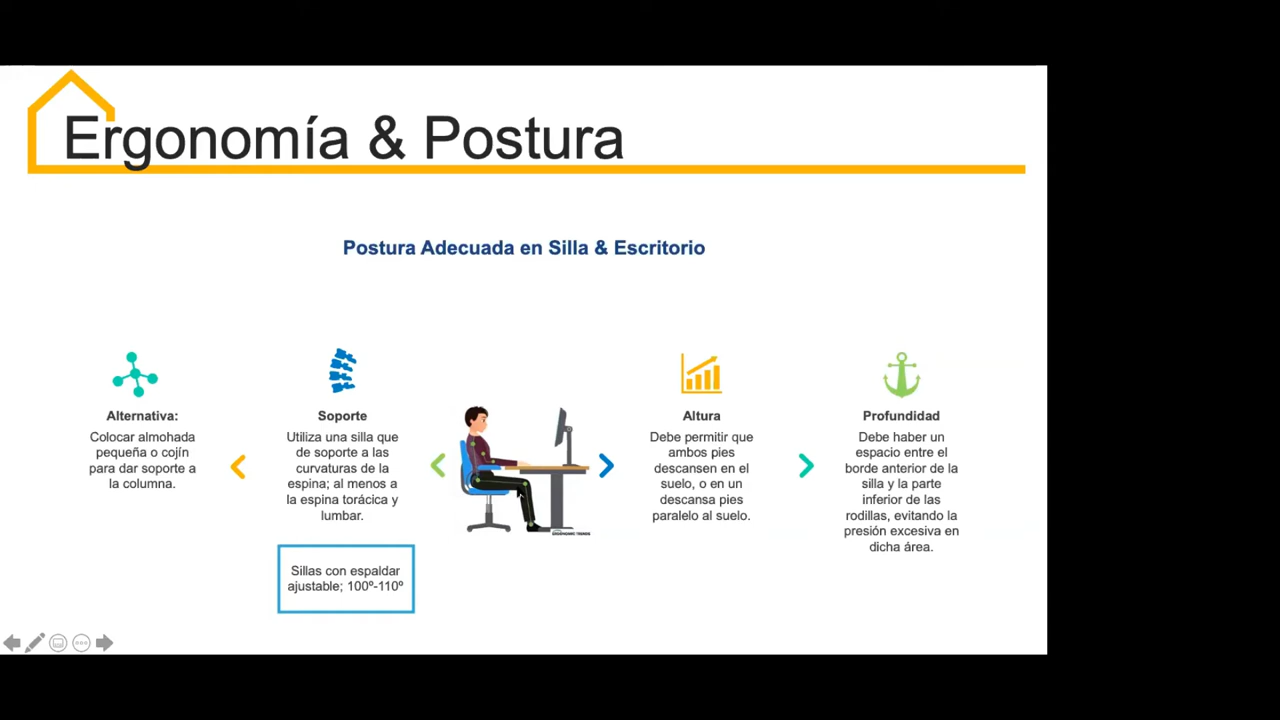 Ergonomía & Postura
Postura Adecuada en Silla & Escritorio
Alternativa:
Colocar almohada
pequeña o cojín
para dar soporte a
la columna.
Soporte
Utiliza una silla que
de soporte a las
curvaturas de la
espina; al menos a
la espina torácica y
lumbar.
Sillas con espaldar
ajustable; 100º-110º
ERGONOMIC TRENDS
Altura
Debe permitir que
ambos pies
descansen en el
suelo, o en un
descansa pies
paralelo al suelo.
Profundidad
Debe haber un
espacio entre el
borde anterior de la
silla y la parte
inferior de las
rodillas, evitando la
presión excesiva en
dicha área.